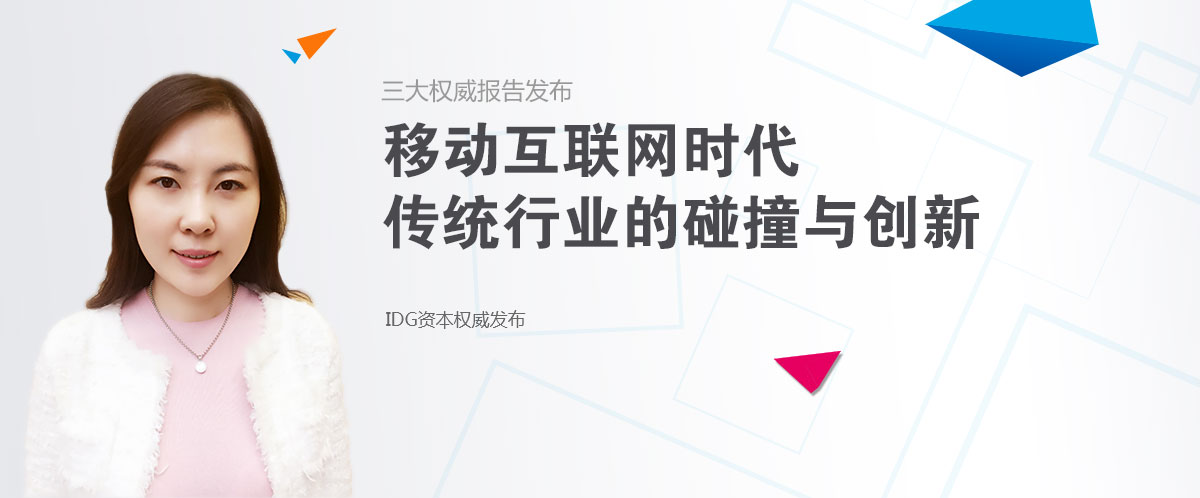 三大权威报告发布
移动互联网时代
传统行业的碰撞与创新
IDG资本权威发布